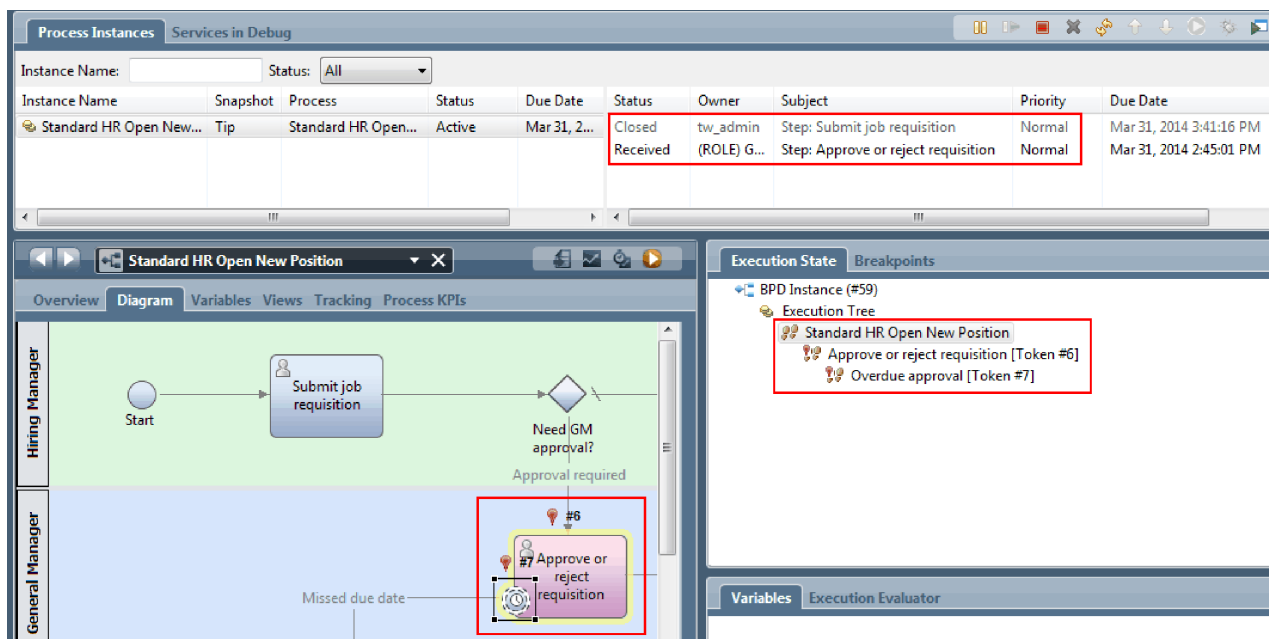 Process Instances Services in Debug
Instance Name: Status: All
Instance Name Snapshot Process Status Due Date Status Owner Subject Priority Due Date
Standard HR Open New... Tip Standard HR Open... Active Mar 31, 2... Closed tw_admin Step: Submit job requisition Normal Mar 31, 2014 3:41:16 PM
Received (ROLE) G... Step: Approve or reject requisition Normal Mar 31, 2014 2:45:01 PM
Standard HR Open New Position
Overview Diagram Variables Views Tracking Process KPIs
Hiring Manager
Start
Submit job
requisition
Need GM
approval?
Approval required
General Manager
#6
#7
Approve or
reject
requisition
Missed due date
Execution State Breakpoints
BPD Instance (#59)
Execution Tree
Standard HR Open New Position
Approve or reject requisition [Token #6]
Overdue approval [Token #7]
Variables Execution Evaluator